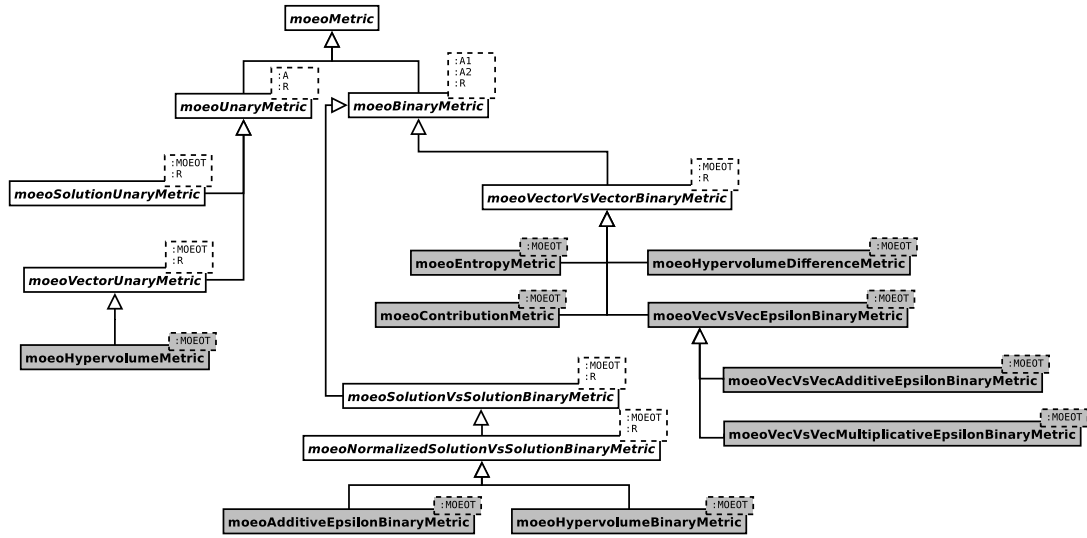 moeoMetric
:A
:R
moeoUnaryMetric
:A1
:A2
:R
moeoBinaryMetric
:MOEOT
:R
moeoSolutionUnaryMetric
:MOEOT
:R
moeoVectorVsVectorBinaryMetric
:MOEOT
:R
moeoVectorUnaryMetric
:MOEOT
moeoEntropyMetric
:MOEOT
moeoHypervolumeDifferenceMetric
:MOEOT
moeoContributionMetric
:MOEOT
moeoVecVsVecEpsilonBinaryMetric
:MOEOT
moeoHypervolumeMetric
:MOEOT
moeoVecVsVecAdditiveEpsilonBinaryMetric
:MOEOT
:R
moeoSolutionVsSolutionBinaryMetric
:MOEOT
moeoVecVsVecMultiplicativeEpsilonBinaryMetric
:MOEOT
:R
moeoNormalizedSolutionVsSolutionBinaryMetric
:MOEOT
moeoAdditiveEpsilonBinaryMetric
:MOEOT
moeoHypervolumeBinaryMetric